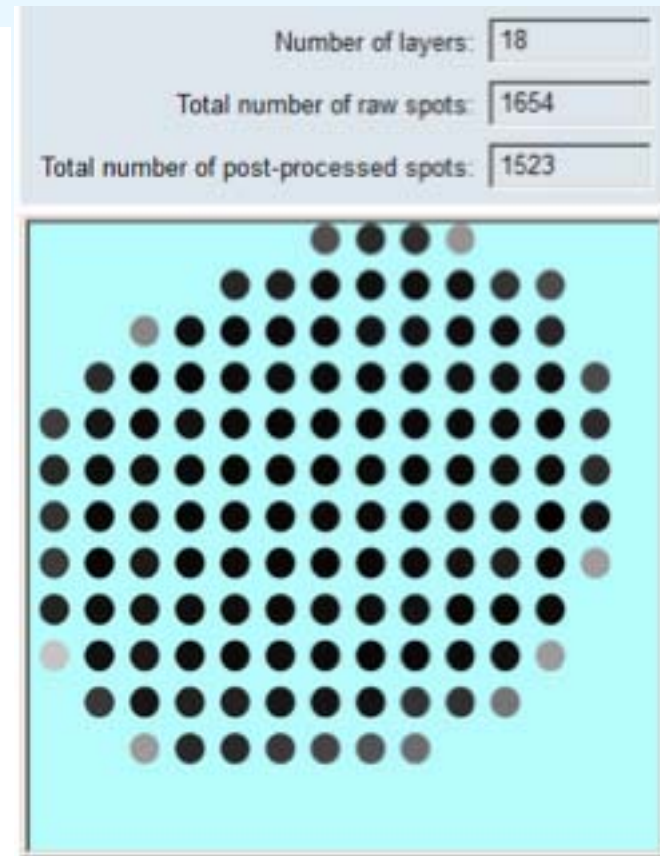 Number of layers: 18
Total number of raw spots: 1654
Total number of post-processed spots: 1523